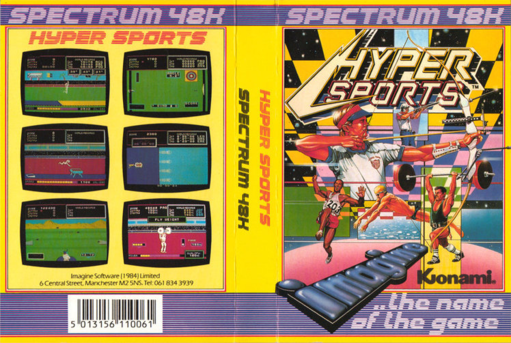 SPECTRUM 48K
HYPER SPORTS
Imagine Software (1984) Limited
6 Central Street, Manchester M2 5NS. Tel: 061 834 3939
5 013156 110061
HYPER SPORTS
SPECTRUM 48K
SPECTRUM 48K
HYPER
SPORTS™
Konami.
imagine
...the name
of the game